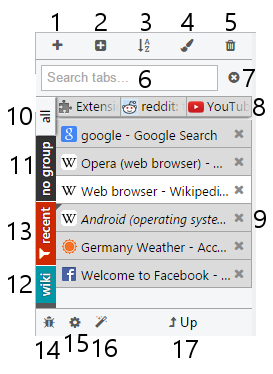 1 2 3 4 5
Search tabs... 6 7
10 all Extensi reddit: YouTub 8
google - Google Search
11 no group Opera (web browser) - ...
Web browser - Wikipedi...
13 recent Android (operating syste... 9
Germany Weather - Acc...
12 wiki Welcome to Facebook - ...
Up
14 15 16 17